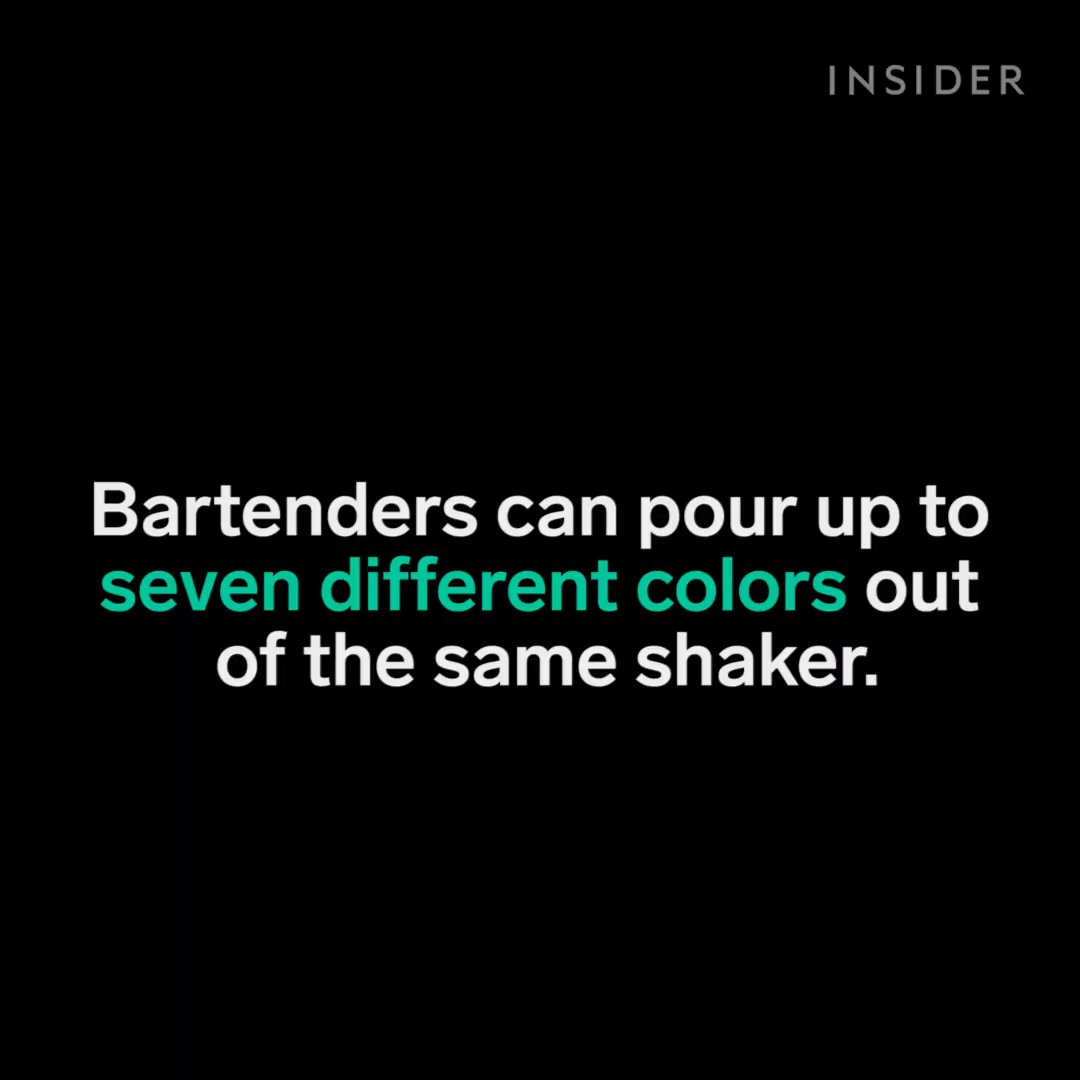 INSIDER
Bartenders can pour up to
seven different colors out
of the same shaker.